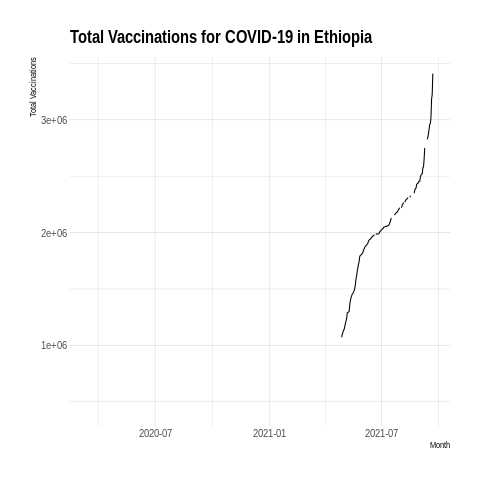 Total Vaccinations for COVID-19 in Ethiopia
Total Vaccinations
3e+06
2e+06
1e+06
2020-07
2021-01
2021-07
Month